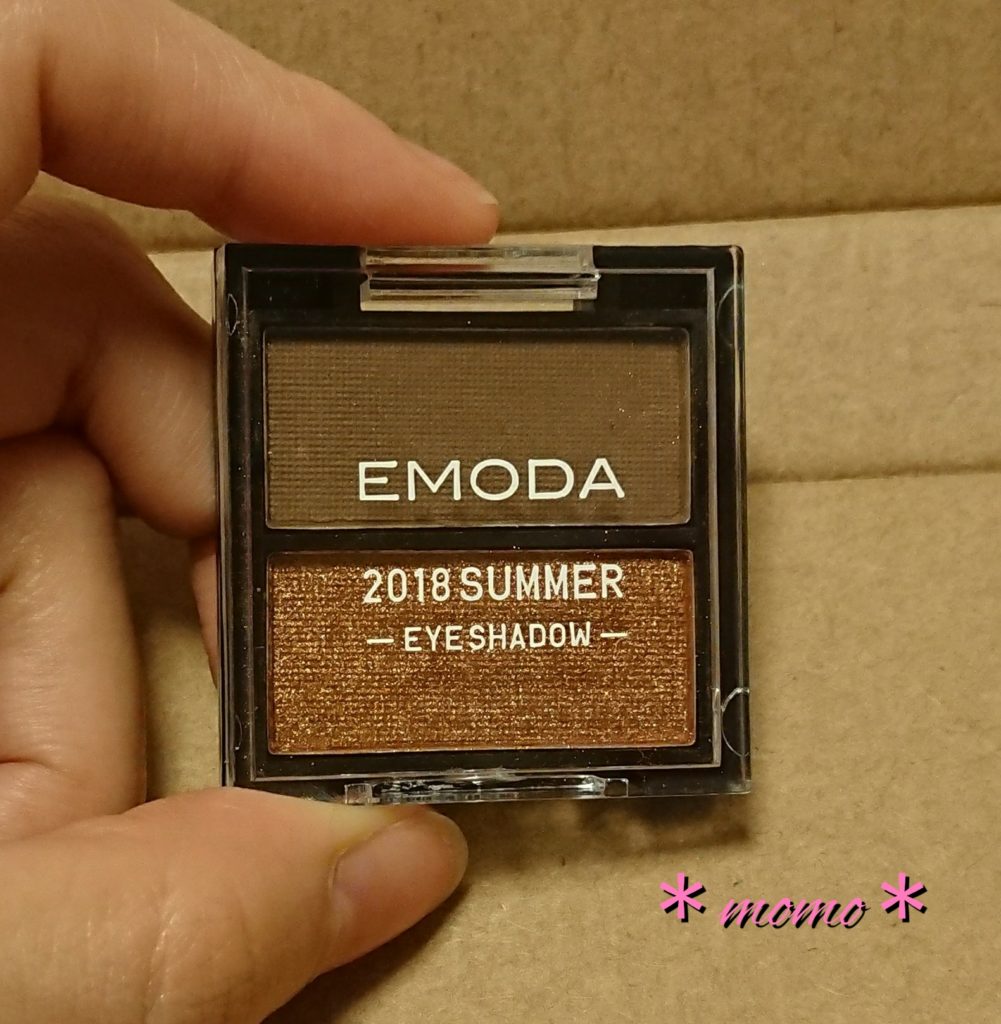 EMODA
2018 SUMMER
— EYESHADOW —
* momo *